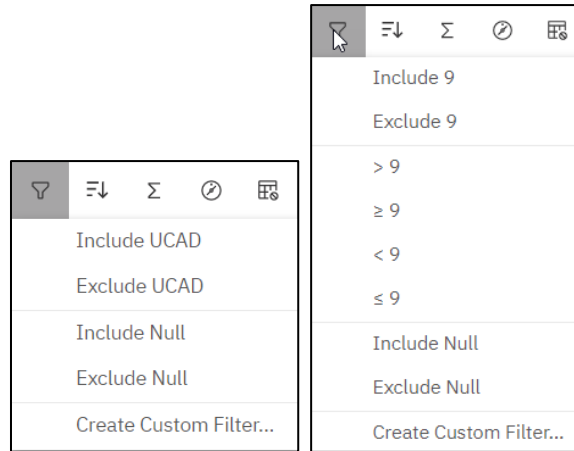 Include UCAD
Exclude UCAD
Include Null
Exclude Null
Create Custom Filter...
Include 9
Exclude 9
> 9
≥ 9
< 9
≤ 9
Include Null
Exclude Null
Create Custom Filter...